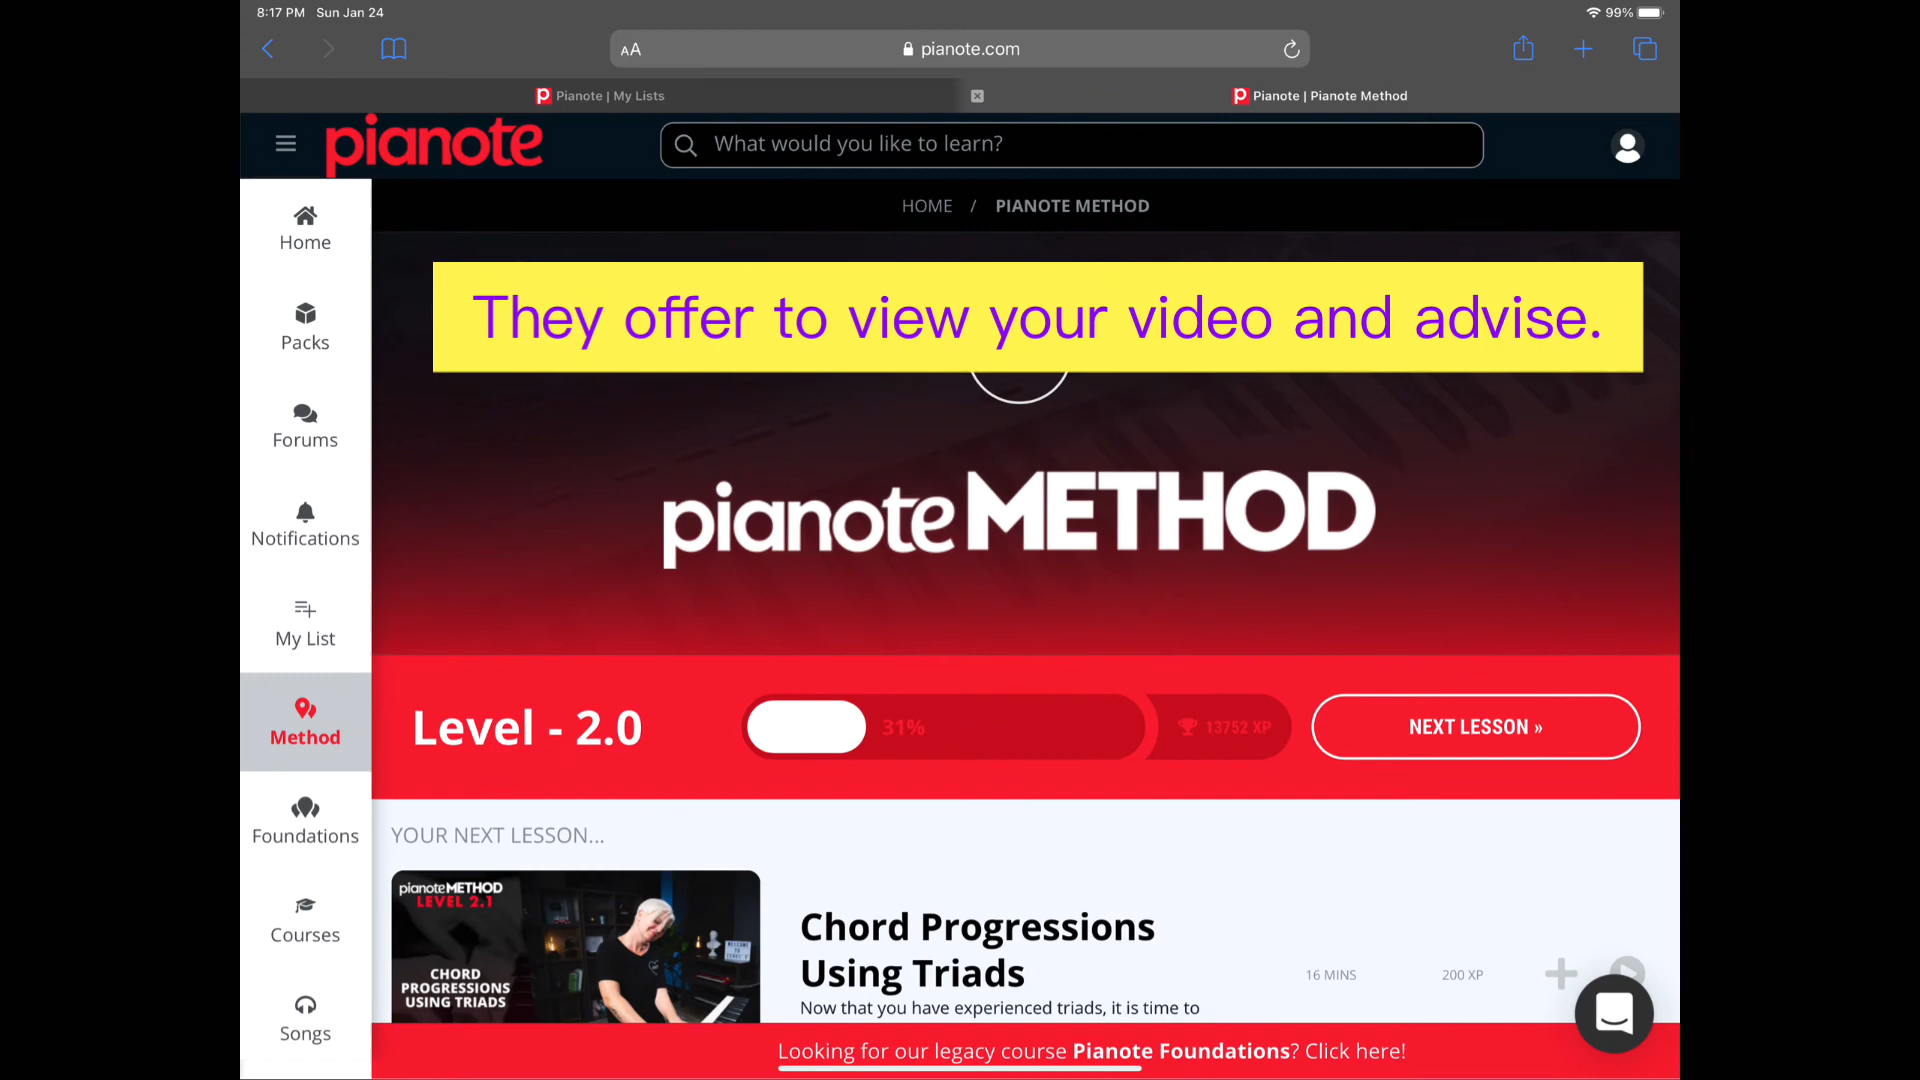 8:17 PM Sun Jan 24
99%
AA
pianote.com
Pianote | My Lists
Pianote | Pianote Method
pianote
What would you like to learn?
HOME / PIANOTE METHOD
Home
Packs
Forums
Notifications
My List
Method
Foundations
Courses
Songs
They offer to view your video and advise.
pianoteMETHOD
Level - 2.0
31%
13752 XP
NEXT LESSON »
YOUR NEXT LESSON...
pianoteMETHOD
LEVEL 2.1
CHORD
PROGRESSIONS
USING TRIADS
Chord Progressions
Using Triads
Now that you have experienced triads, it is time to
16 MINS
200 XP
Looking for our legacy course Pianote Foundations? Click here!